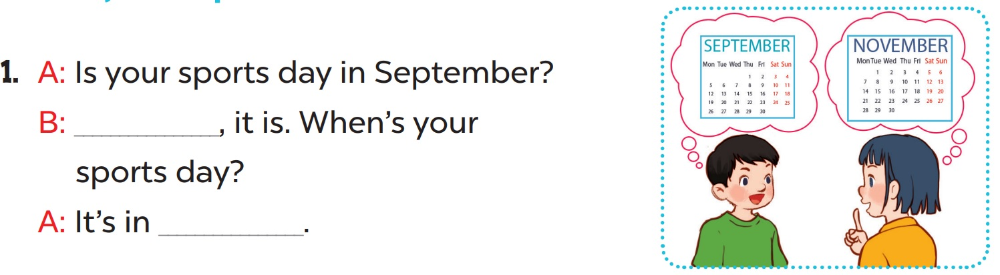 1. A: Is your sports day in September?
B: ____________, it is. When's your
sports day?
A: It's in ____________.
SEPTEMBER
Mon Tue Wed Thu Fri Sat Sun
1 2 3 4
5 6 7 8 9 10 11
12 13 14 15 16 17 18
19 20 21 22 23 24 25
26 27 28 29 30
NOVEMBER
Mon Tue Wed Thu Fri Sat Sun
1 2 3 4 5 6
7 8 9 10 11 12 13
14 15 16 17 18 19 20
21 22 23 24 25 26 27
28 29 30